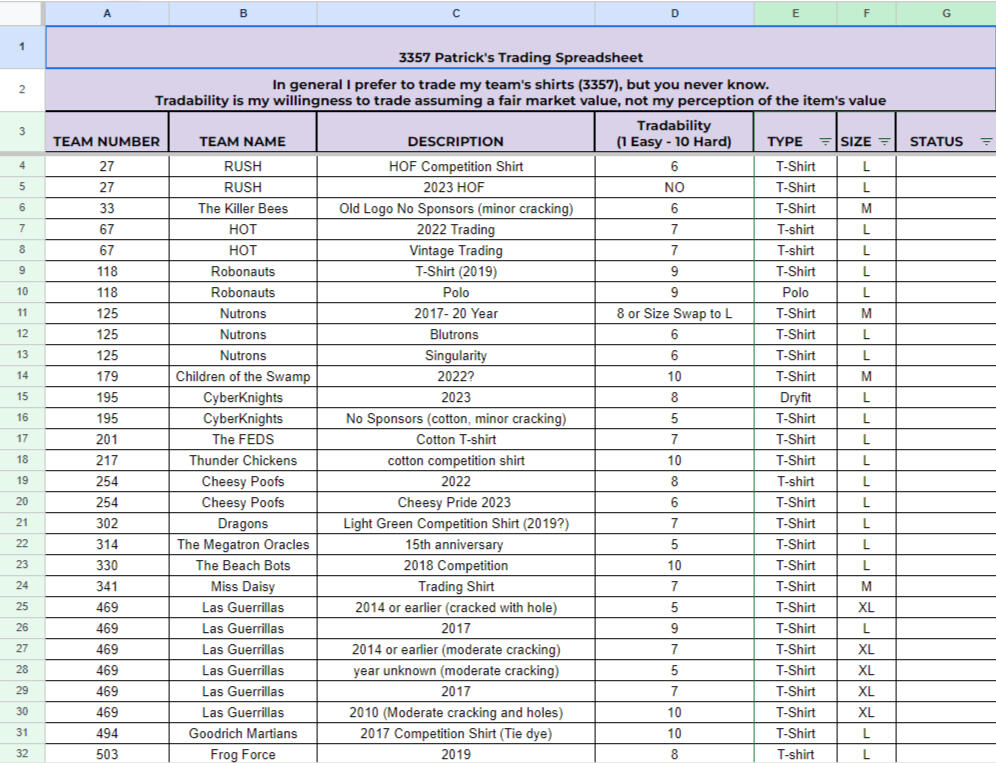 A B C D E F G
1 3357 Patrick's Trading Spreadsheet
2 In general I prefer to trade my team's shirts (3357), but you never know.
Tradability is my willingness to trade assuming a fair market value, not my perception of the item's value
3 TEAM NUMBER TEAM NAME DESCRIPTION Tradability
(1 Easy - 10 Hard) TYPE SIZE STATUS
4 27 RUSH HOF Competition Shirt 6 T-Shirt L
5 27 RUSH 2023 HOF NO T-Shirt L
6 33 The Killer Bees Old Logo No Sponsors (minor cracking) 6 T-Shirt M
7 67 HOT 2022 Trading 7 T-shirt L
8 67 HOT Vintage Trading 7 T-shirt L
9 118 Robonauts T-Shirt (2019) 9 T-Shirt L
10 118 Robonauts Polo 9 Polo L
11 125 Nutrons 2017- 20 Year 8 or Size Swap to L T-Shirt M
12 125 Nutrons Blutrons 6 T-Shirt L
13 125 Nutrons Singularity 6 T-Shirt L
14 179 Children of the Swamp 2022? 10 T-Shirt M
15 195 CyberKnights 2023 8 Dryfit L
16 195 CyberKnights No Sponsors (cotton, minor cracking) 5 T-Shirt L
17 201 The FEDS Cotton T-shirt 7 T-Shirt L
18 217 Thunder Chickens cotton competition shirt 10 T-Shirt L
19 254 Cheesy Poofs 2022 8 T-shirt L
20 254 Cheesy Poofs Cheesy Pride 2023 6 T-Shirt L
21 302 Dragons Light Green Competition Shirt (2019?) 7 T-Shirt L
22 314 The Megatron Oracles 15th anniversary 5 T-Shirt L
23 330 The Beach Bots 2018 Competition 10 T-Shirt L
24 341 Miss Daisy Trading Shirt 7 T-Shirt M
25 469 Las Guerrillas 2014 or earlier (cracked with hole) 5 T-Shirt XL
26 469 Las Guerrillas 2017 9 T-Shirt L
27 469 Las Guerrillas 2014 or earlier (moderate cracking) 7 T-Shirt XL
28 469 Las Guerrillas year unknown (moderate cracking) 5 T-Shirt XL
29 469 Las Guerrillas 2017 7 T-Shirt XL
30 469 Las Guerrillas 2010 (Moderate cracking and holes) 10 T-Shirt XL
31 494 Goodrich Martians 2017 Competition Shirt (Tie dye) 10 T-Shirt L
32 503 Frog Force 2019 8 T-shirt L